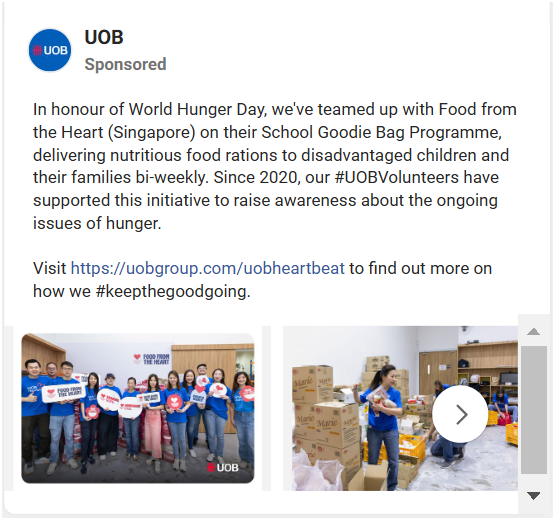 UOB
UOB
Sponsored
In honour of World Hunger Day, we've teamed up with Food from
the Heart (Singapore) on their School Goodie Bag Programme,
delivering nutritious food rations to disadvantaged children and
their families bi-weekly. Since 2020, our #UOBVolunteers have
supported this initiative to raise awareness about the ongoing
issues of hunger.
Visit https://uobgroup.com/uobheartbeat to find out more on
how we #keepthegoodgoing.
FOOD FROM
THE HEART
FOOD FROM
THE HEART
UOB
Marie
Marie
Marie